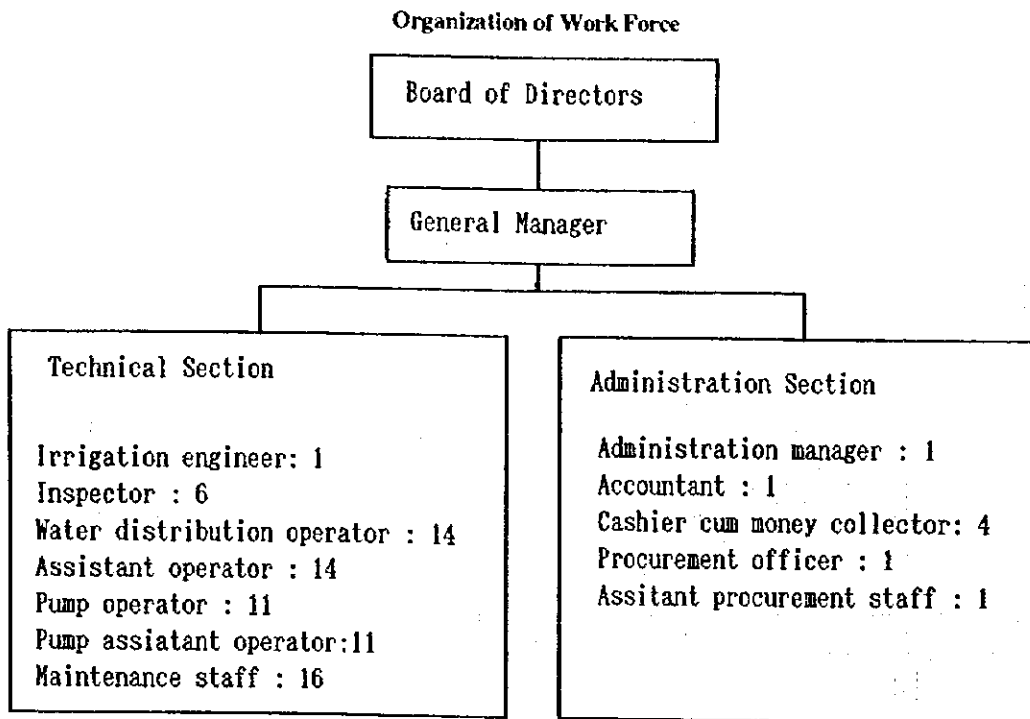 Organization of Work Force
Board of Directors
General Manager
Technical Section
Irrigation engineer: 1
Inspector : 6
Water distribution operator : 14
Assistant operator : 14
Pump operator : 11
Pump assiatant operator:11
Maintenance staff : 16
Administration Section
Administration manager : 1
Accountant : 1
Cashier cum money collector: 4
Procurement officer : 1
Assitant procurement staff : 1